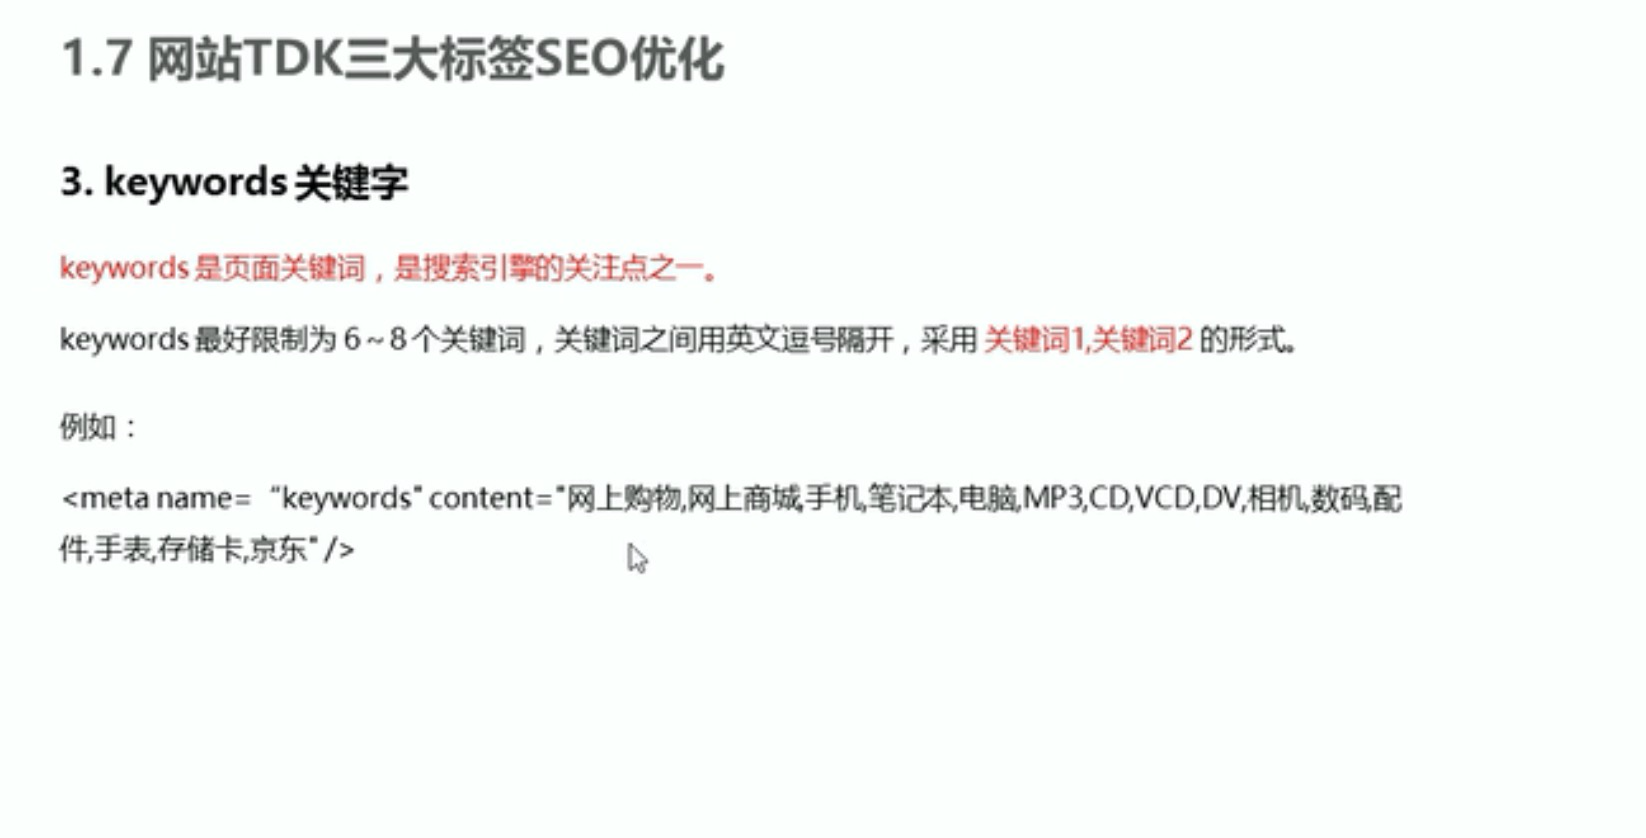 1.7 网站TDK三大标签SEO优化
3. keywords 关键字
keywords 是页面关键词，是搜索引擎的关注点之一。
keywords 最好限制为 6～8 个关键词，关键词之间用英文逗号隔开，采用 关键词1,关键词2 的形式。
例如：
<meta name= “keywords" content="网上购物,网上商城,手机,笔记本,电脑,MP3,CD,VCD,DV,相机,数码,配
件,手表,存储卡,京东" />